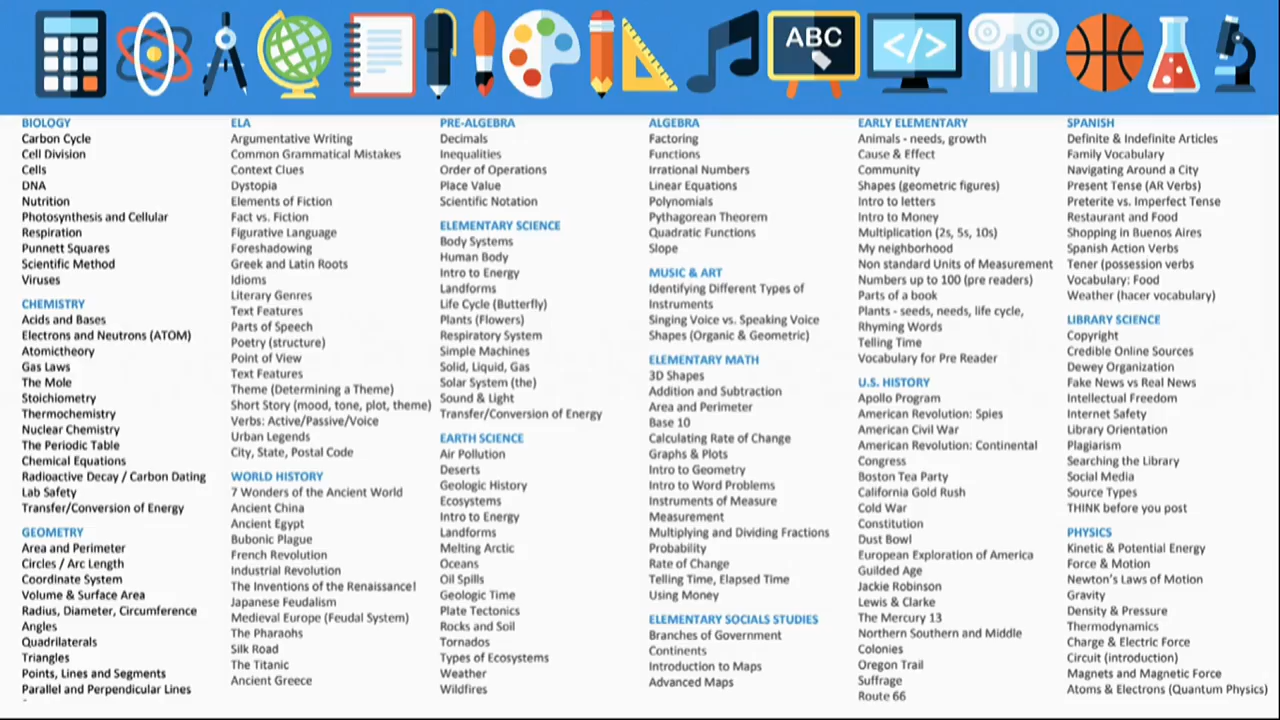 ABC
</>
BIOLOGY
Carbon Cycle
Cell Division
Cells
DNA
Nutrition
Photosynthesis and Cellular
Respiration
Punnett Squares
Scientific Method
Viruses
CHEMISTRY
Acids and Bases
Electrons and Neutrons (ATOM)
Atomictheory
Gas Laws
The Mole
Stoichiometry
Thermochemistry
Nuclear Chemistry
The Periodic Table
Chemical Equations
Radioactive Decay / Carbon Dating
Lab Safety
Transfer/Conversion of Energy
GEOMETRY
Area and Perimeter
Circles / Arc Length
Coordinate System
Volume & Surface Area
Radius, Diameter, Circumference
Angles
Quadrilaterals
Triangles
Points, Lines and Segments
Parallel and Perpendicular Lines
ELA
Argumentative Writing
Common Grammatical Mistakes
Context Clues
Dystopia
Elements of Fiction
Fact vs. Fiction
Figurative Language
Foreshadowing
Greek and Latin Roots
Idioms
Literary Genres
Text Features
Parts of Speech
Poetry (structure)
Point of View
Text Features
Theme (Determining a Theme)
Short Story (mood, tone, plot, theme)
Verbs: Active/Passive/Voice
Urban Legends
City, State, Postal Code
WORLD HISTORY
7 Wonders of the Ancient World
Ancient China
Ancient Egypt
Bubonic Plague
French Revolution
Industrial Revolution
The Inventions of the Renaissance!
Japanese Feudalism
Medieval Europe (Feudal System)
The Pharaohs
Silk Road
The Titanic
Ancient Greece
PRE-ALGEBRA
Decimals
Inequalities
Order of Operations
Place Value
Scientific Notation
ELEMENTARY SCIENCE
Body Systems
Human Body
Intro to Energy
Landforms
Life Cycle (Butterfly)
Plants (Flowers)
Respiratory System
Simple Machines
Solid, Liquid, Gas
Solar System (the)
Sound & Light
Transfer/Conversion of Energy
EARTH SCIENCE
Air Pollution
Deserts
Geologic History
Ecosystems
Intro to Energy
Landforms
Melting Arctic
Oceans
Oil Spills
Geologic Time
Plate Tectonics
Rocks and Soil
Tornados
Types of Ecosystems
Weather
Wildfires
ALGEBRA
Factoring
Functions
Irrational Numbers
Linear Equations
Polynomials
Pythagorean Theorem
Quadratic Functions
Slope
MUSIC & ART
Identifying Different Types of
Instruments
Singing Voice vs. Speaking Voice
Shapes (Organic & Geometric)
ELEMENTARY MATH
3D Shapes
Addition and Subtraction
Area and Perimeter
Base 10
Calculating Rate of Change
Graphs & Plots
Intro to Geometry
Intro to Word Problems
Instruments of Measure
Measurement
Multiplying and Dividing Fractions
Probability
Rate of Change
Telling Time, Elapsed Time
Using Money
ELEMENTARY SOCIALS STUDIES
Branches of Government
Continents
Introduction to Maps
Advanced Maps
EARLY ELEMENTARY
Animals - needs, growth
Cause & Effect
Community
Shapes (geometric figures)
Intro to letters
Intro to Money
Multiplication (2s, 5s, 10s)
My neighborhood
Non standard Units of Measurement
Numbers up to 100 (pre readers)
Parts of a book
Plants - seeds, needs, life cycle,
Rhyming Words
Telling Time
Vocabulary for Pre Reader
U.S. HISTORY
Apollo Program
American Revolution: Spies
American Civil War
American Revolution: Continental
Congress
Boston Tea Party
California Gold Rush
Cold War
Constitution
Dust Bowl
European Exploration of America
Guilded Age
Jackie Robinson
Lewis & Clarke
The Mercury 13
Northern Southern and Middle
Colonies
Oregon Trail
Suffrage
Route 66
SPANISH
Definite & Indefinite Articles
Family Vocabulary
Navigating Around a City
Present Tense (AR Verbs)
Preterite vs. Imperfect Tense
Restaurant and Food
Shopping in Buenos Aires
Spanish Action Verbs
Tener (possession verbs
Vocabulary: Food
Weather (hacer vocabulary)
LIBRARY SCIENCE
Copyright
Credible Online Sources
Dewey Organization
Fake News vs Real News
Intellectual Freedom
Internet Safety
Library Orientation
Plagiarism
Searching the Library
Social Media
Source Types
THINK before you post
PHYSICS
Kinetic & Potential Energy
Force & Motion
Newton's Laws of Motion
Gravity
Density & Pressure
Thermodynamics
Charge & Electric Force
Circuit (introduction)
Magnets and Magnetic Force
Atoms & Electrons (Quantum Physics)